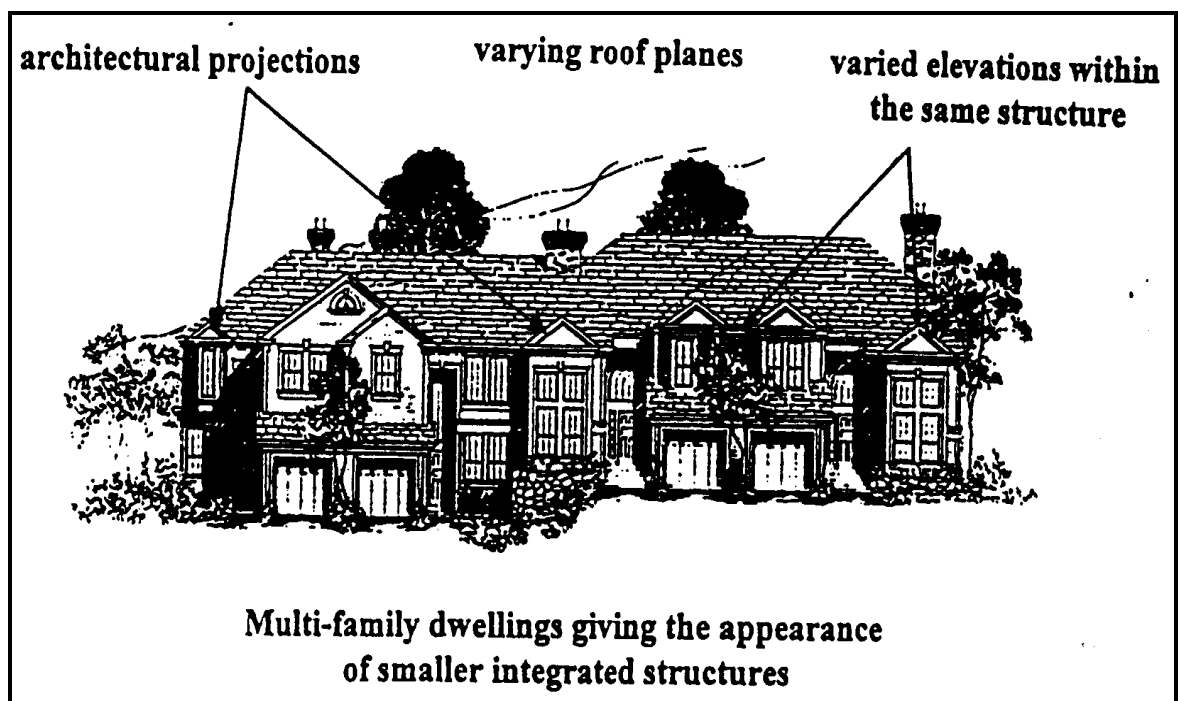 architectural projections
varying roof planes
varied elevations within
the same structure
Multi-family dwellings giving the appearance
of smaller integrated structures